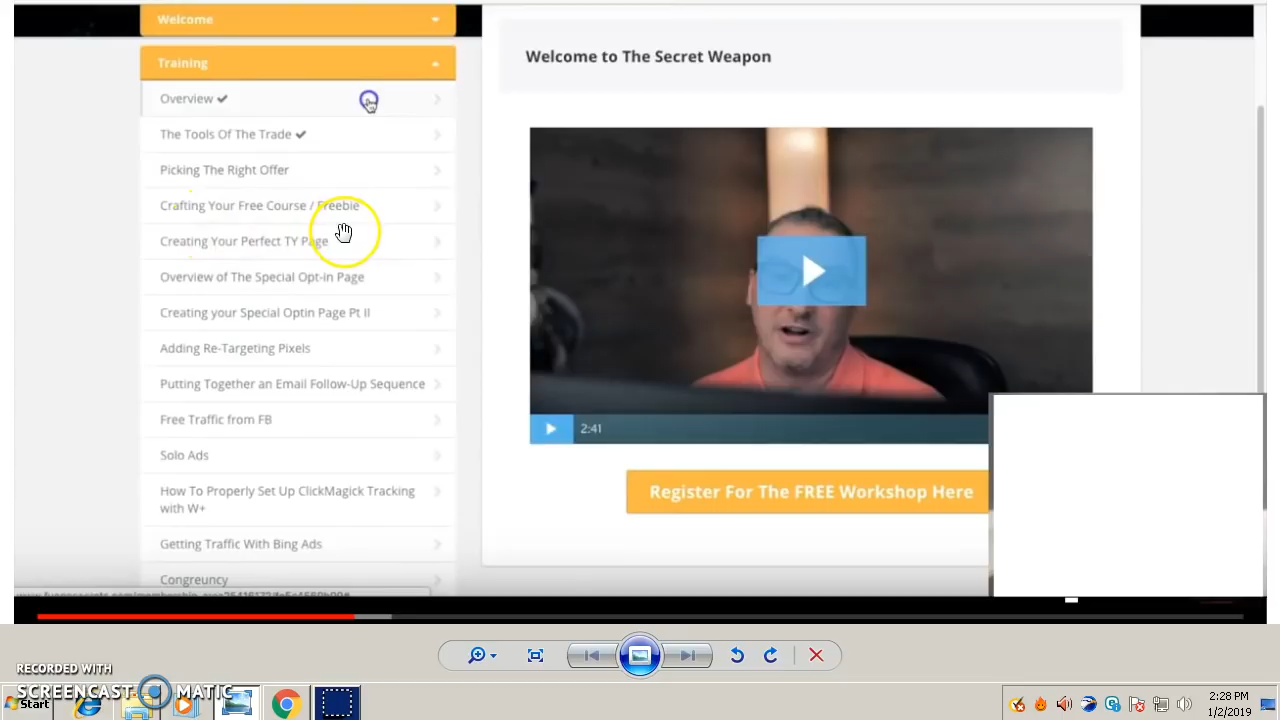 Welcome
Training
Overview
The Tools Of The Trade
Picking The Right Offer
Crafting Your Free Course / Freebie
Creating Your Perfect TY Page
Overview of The Special Opt-in Page
Creating your Special Optin Page Pt II
Adding Re-Targeting Pixels
Putting Together an Email Follow-Up Sequence
Free Traffic from FB
Solo Ads
How To Properly Set Up ClickMagick Tracking
with W+
Getting Traffic With Bing Ads
Congreuncy
Welcome to The Secret Weapon
2:41
Register For The FREE Workshop Here
RECORDED WITH
SCREENCAST MATIC
Start
2:28 PM
1/2/2019